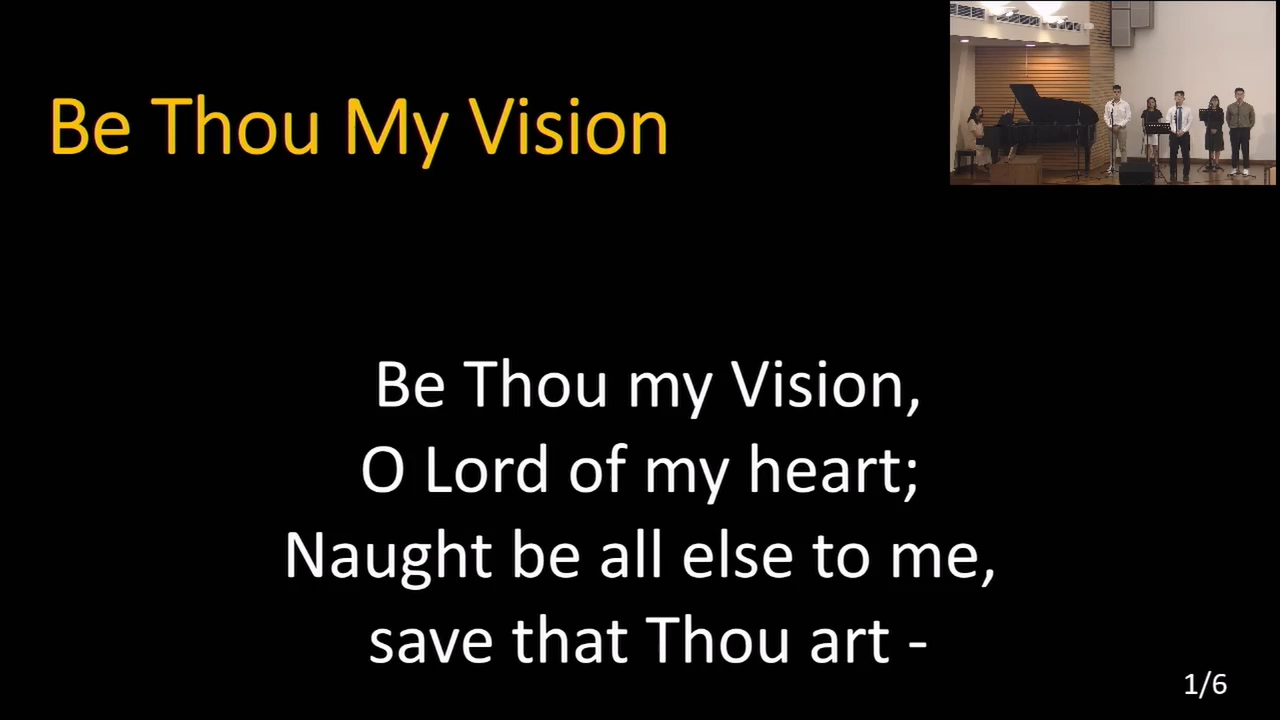 Be Thou My Vision
Be Thou my Vision,
O Lord of my heart;
Naught be all else to me,
save that Thou art -
1/6